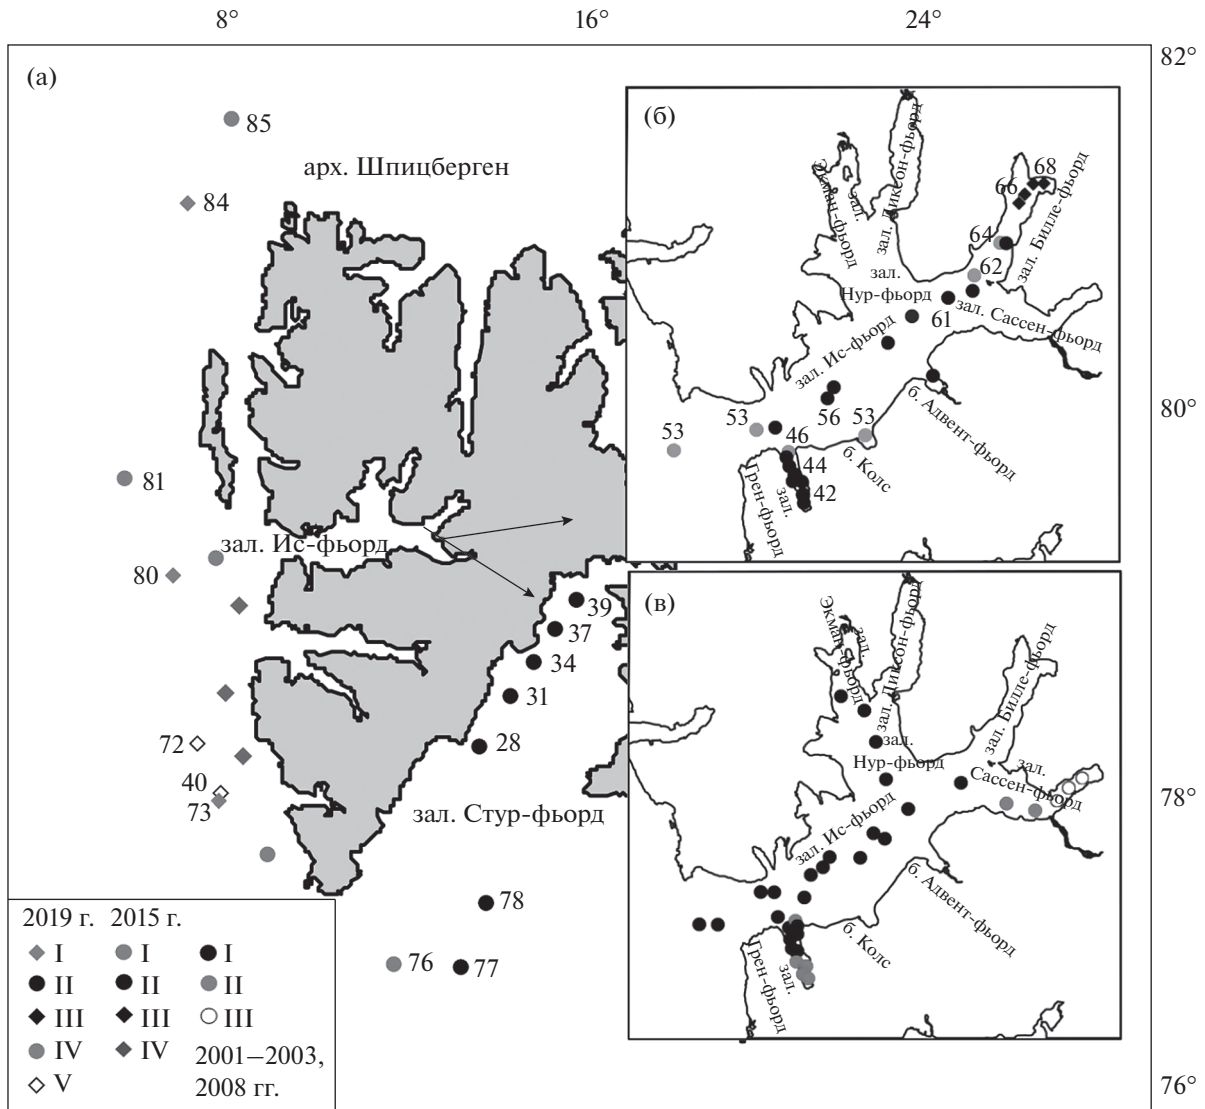 8°
16°
24°
82°
80°
78°
76°
(а)
85
арх. Шпицберген
84
81
зал. Ис-фьорд
80
39
37
34
31
28
72
40
73
зал. Стур-фьорд
78
76
77
(б)
зал.
Экман-фьорд
зал. Диксон-фьорд
68
66
зал. Билле-фьорд
64
62
зал.
Нур-фьорд
61
зал. Сассен-фьорд
зал. Ис-фьорд
56
53
53
53
46
44
42
б. Адвент-фьорд
б. Колс
зал.
Грен-фьорд
(в)
зал.
Экман-фьорд
зал. Диксон-фьорд
зал. Билле-фьорд
зал.
Нур-фьорд
зал.
Сассен-фьорд
зал. Ис-фьорд
б. Адвент-фьорд
б. Колс
зал.
Грен-фьорд
2019 г. 2015 г.
I I I
II II II
III III III
IV IV 2001–2003,
V 2008 гг.